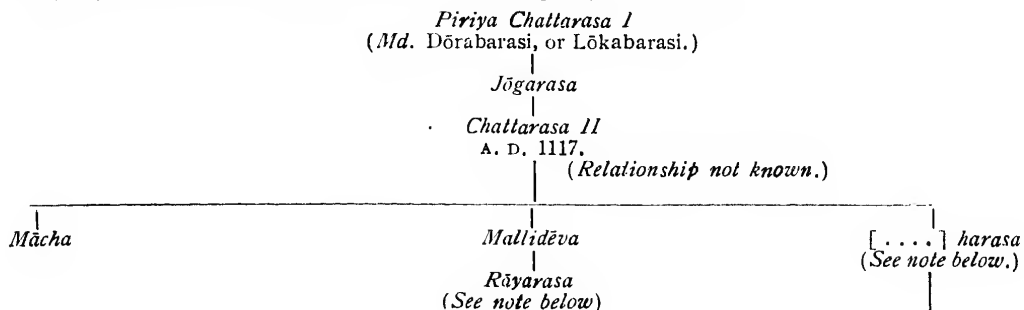 Piriya Chattarasa I
(Md. Dōrabarasi, or Lōkabarasi.)
Jōgarasa
Chattarasa II
A. D. 1117.
(Relationship not known.)
Mācha Mallidēva [....] harasa
(See note below.)
Rāyarasa
(See note below)